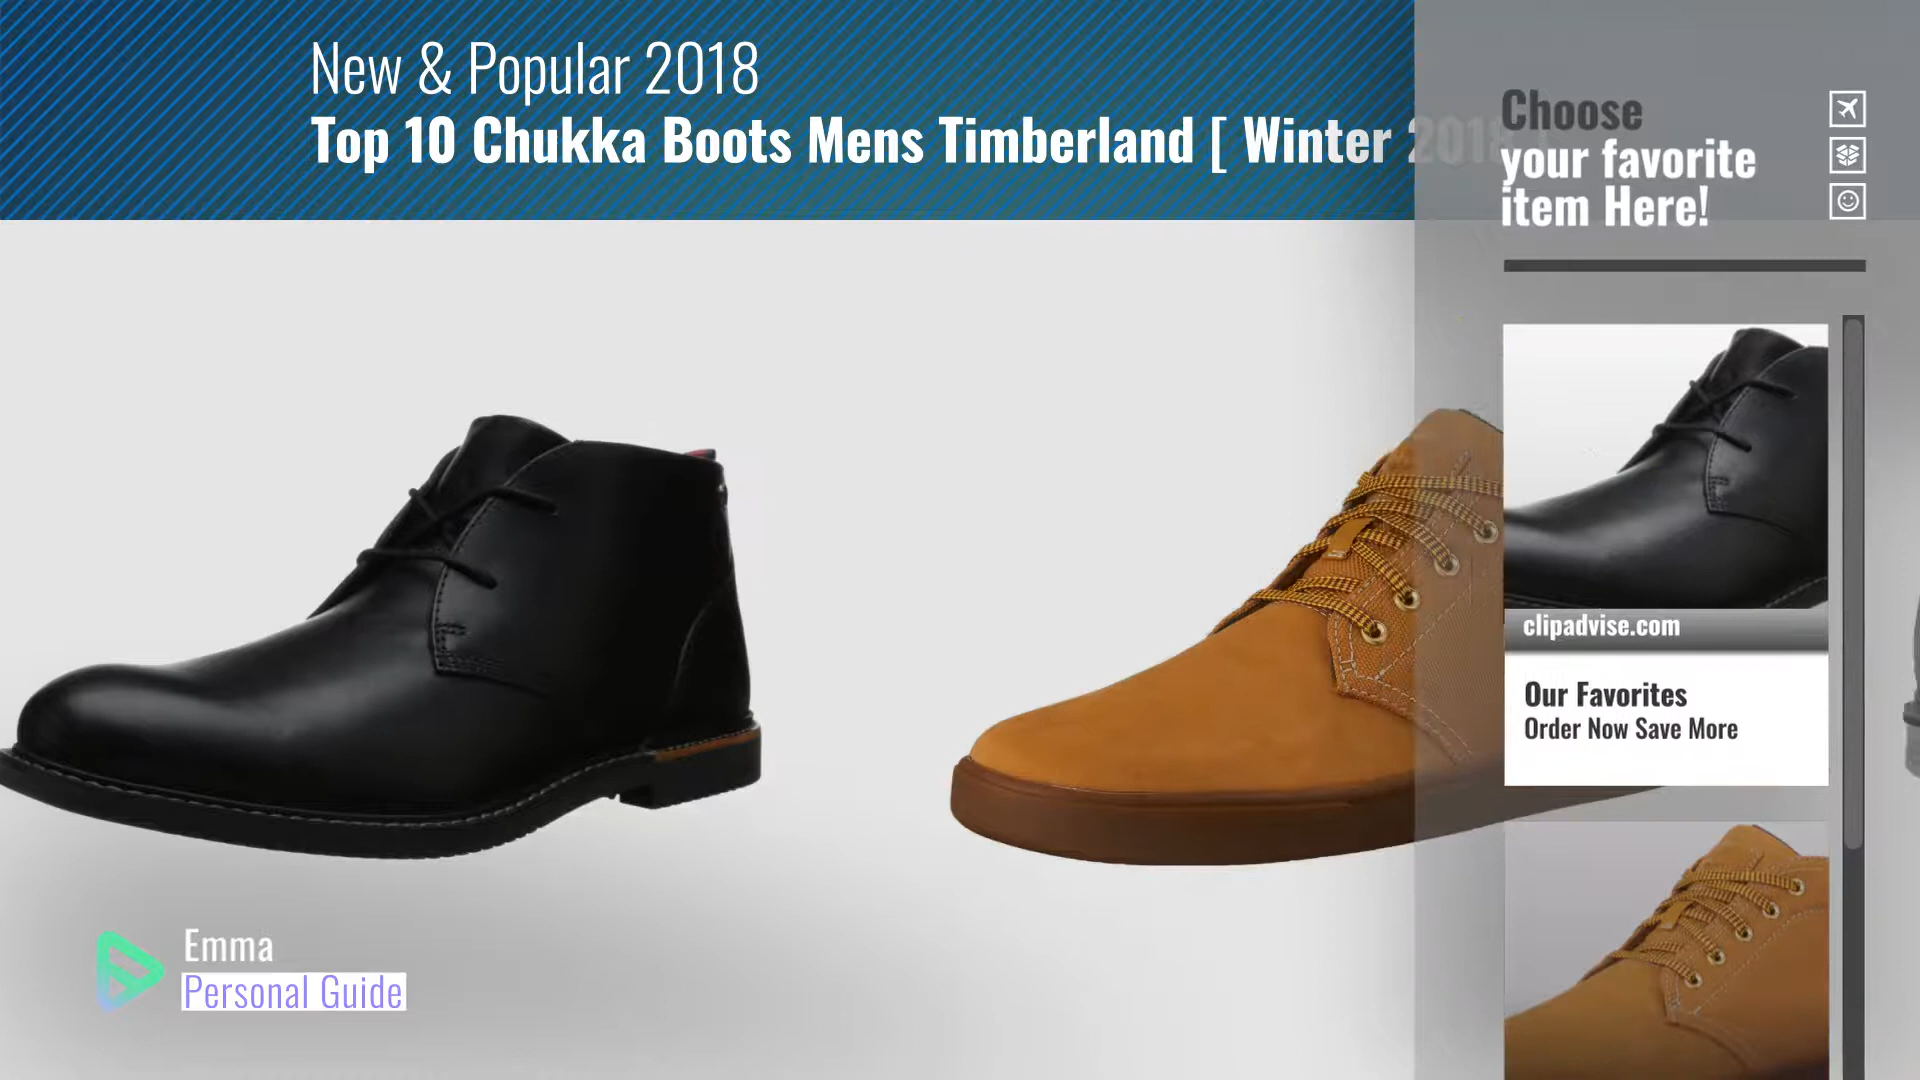 New & Popular 2018
Top 10 Chukka Boots Mens Timberland [ Winter 2018
Choose
your favorite
item Here!
clipadvise.com
Our Favorites
Order Now Save More
Emma
Personal Guide